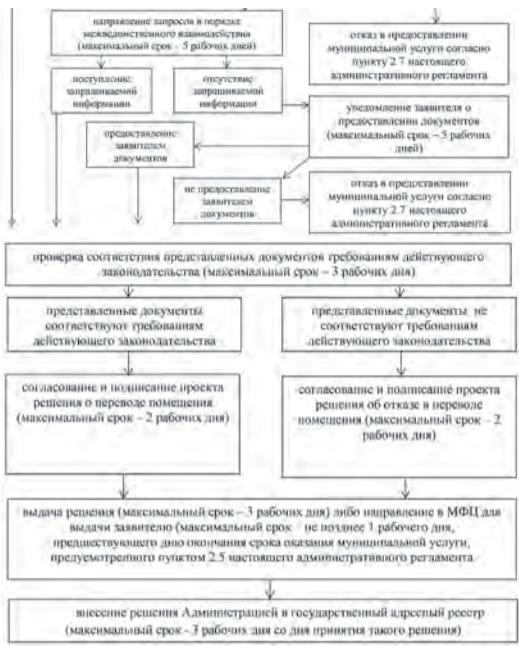 направление запросов в порядке
межведомственного взаимодействия
(максимальный срок – 5 рабочих дней)
отказ в предоставлении
муниципальной услуги согласно
пункту 2.7 настоящего
административного регламента
поступление
запрашиваемой
информации
отсутствие
запрашиваемой
информации
уведомление заявителя о
предоставлении документов
(максимальный срок – 5 рабочих
дней)
предоставление
заявителем
документов
не предоставление
заявителем
документов
отказ в предоставлении
муниципальной услуги согласно
пункту 2.7 настоящего
административного регламента
проверка соответствия представленных документов требованиям действующего
законодательства (максимальный срок – 3 рабочих дня)
представленные документы
соответствуют требованиям
действующего законодательства
представленные документы не
соответствуют требованиям
действующего законодательства
согласование и подписание проекта
решения о переводе помещения
(максимальный срок – 2 рабочих дня)
согласование и подписание проекта
решения об отказе в переводе
помещения (максимальный срок – 2
рабочих дня)
выдача решения (максимальный срок – 3 рабочих дня) либо направление в МФЦ для
выдачи заявителю (максимальный срок не позднее 1 рабочего дня,
предшествующего дню окончания срока оказания муниципальной услуги,
предусмотренного пунктом 2.5 настоящего административного регламента
внесение решения Администрацией в государственный адресный реестр
(максимальный срок - 3 рабочих дня со дня принятия такого решения)